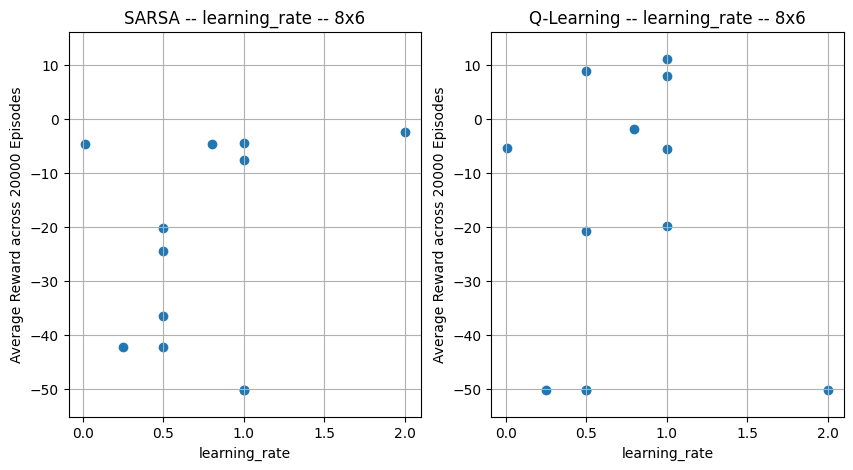 SARSA -- learning_rate -- 8x6
Average Reward across 20000 Episodes
10
0
−10
−20
−30
−40
−50
0.0 0.5 1.0 1.5 2.0
learning_rate
Q-Learning -- learning_rate -- 8x6
Average Reward across 20000 Episodes
10
0
−10
−20
−30
−40
−50
0.0 0.5 1.0 1.5 2.0
learning_rate